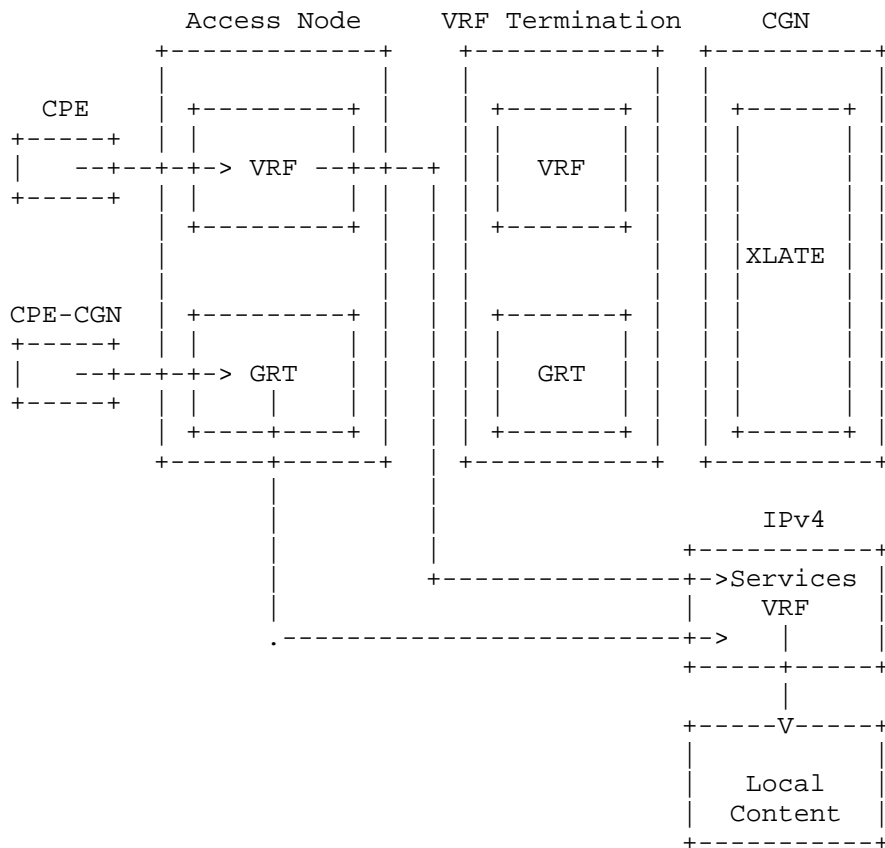 Access Node VRF Termination CGN
CPE
VRF VRF
XLATE
CPE-CGN
GRT GRT
IPv4
Services
VRF
Local
Content